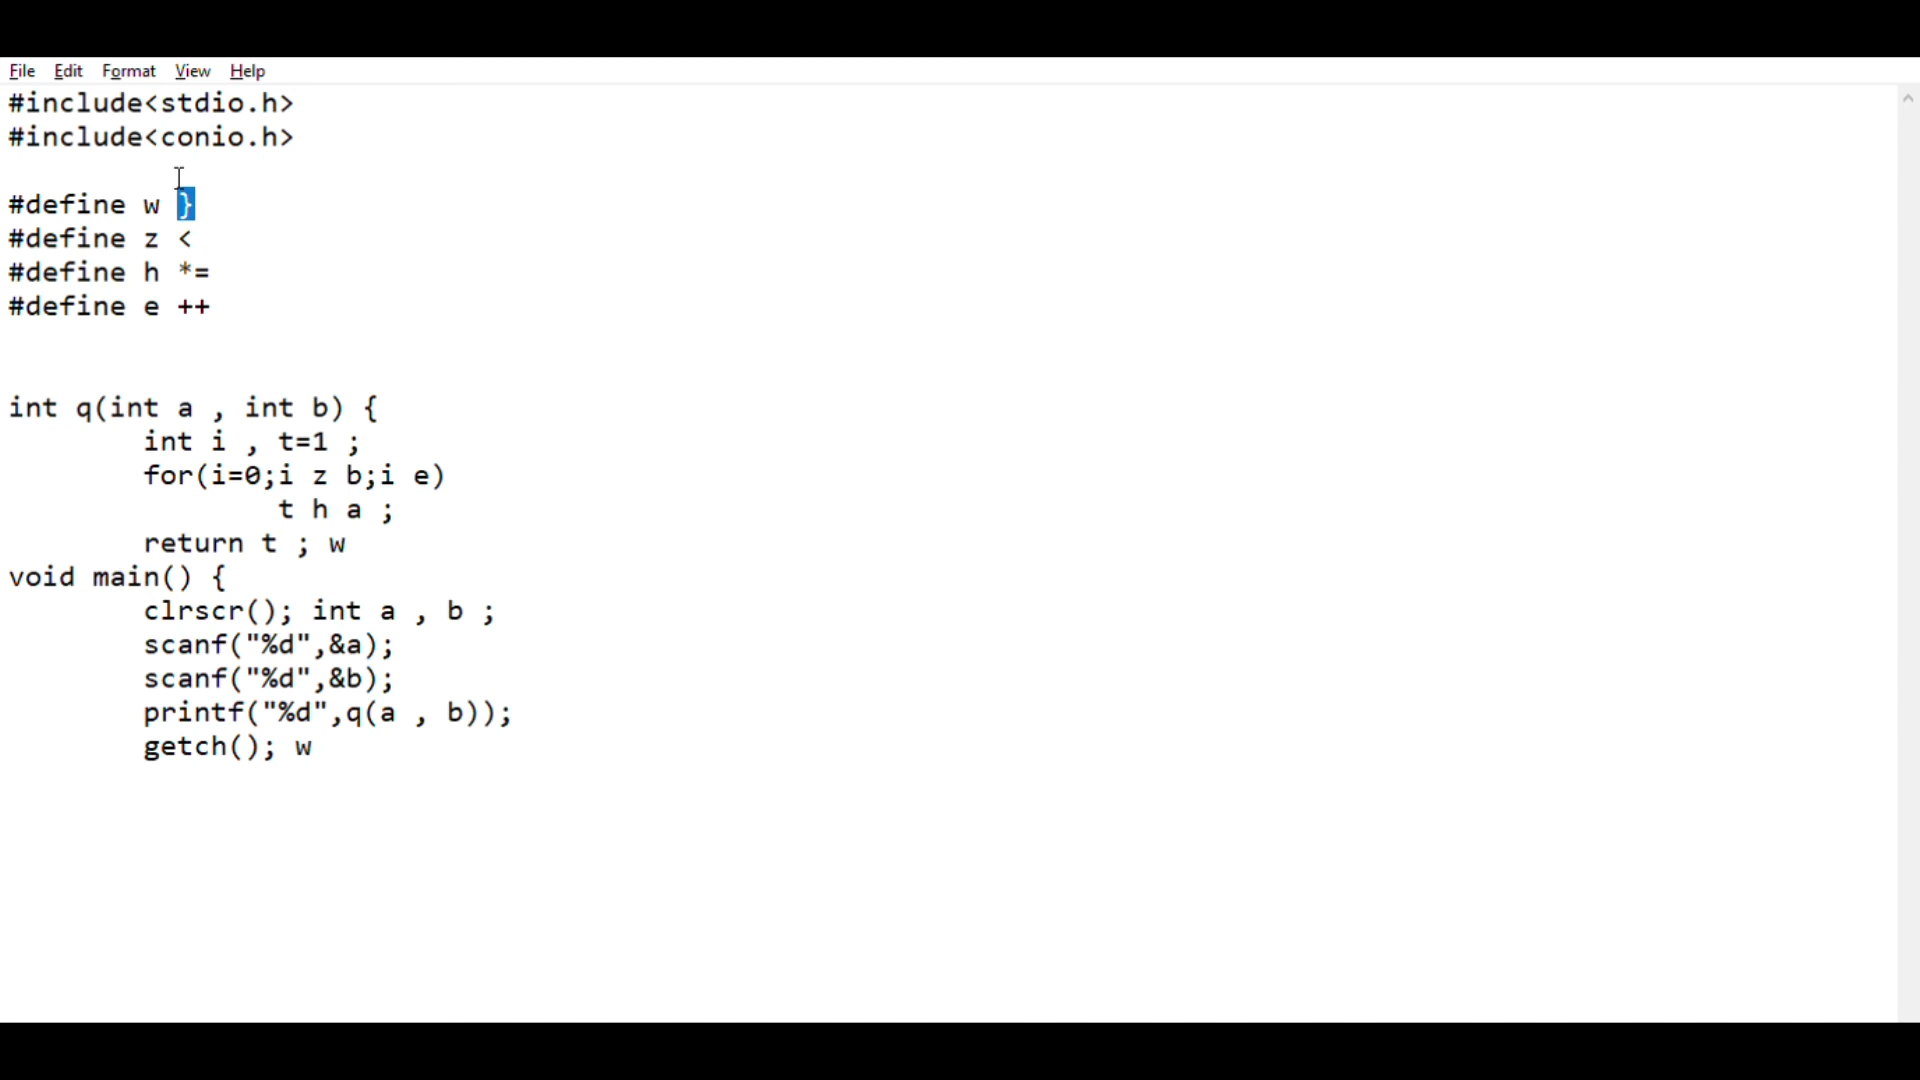 File Edit Format View Help
#include<stdio.h>
#include<conio.h>
#define w }
#define z <
#define h *=
#define e ++
int q(int a , int b) {
int i , t=1 ;
for(i=0;i z b;i e)
t h a ;
return t ; w
void main() {
clrscr(); int a , b ;
scanf("%d",&a);
scanf("%d",&b);
printf("%d",q(a , b));
getch(); w